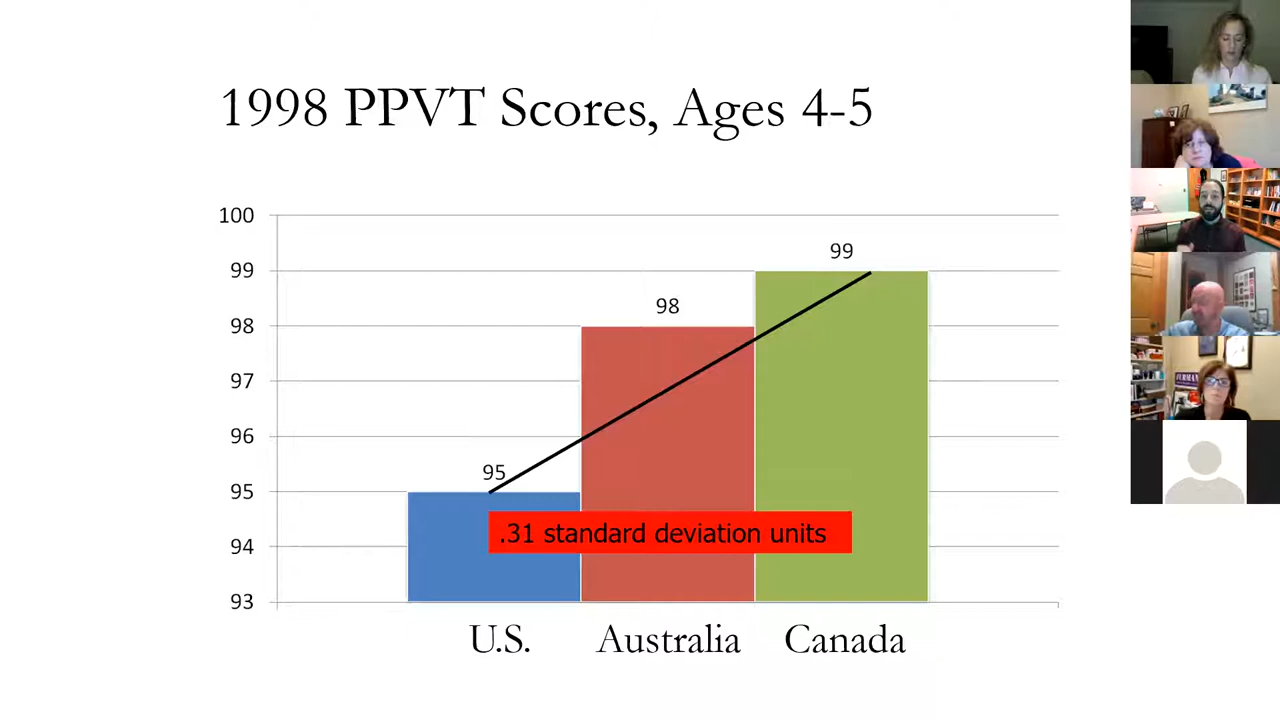 1998 PPVT Scores, Ages 4-5
100
99
98
97
96
95
94
93
95
98
99
.31 standard deviation units
U.S.
Australia
Canada